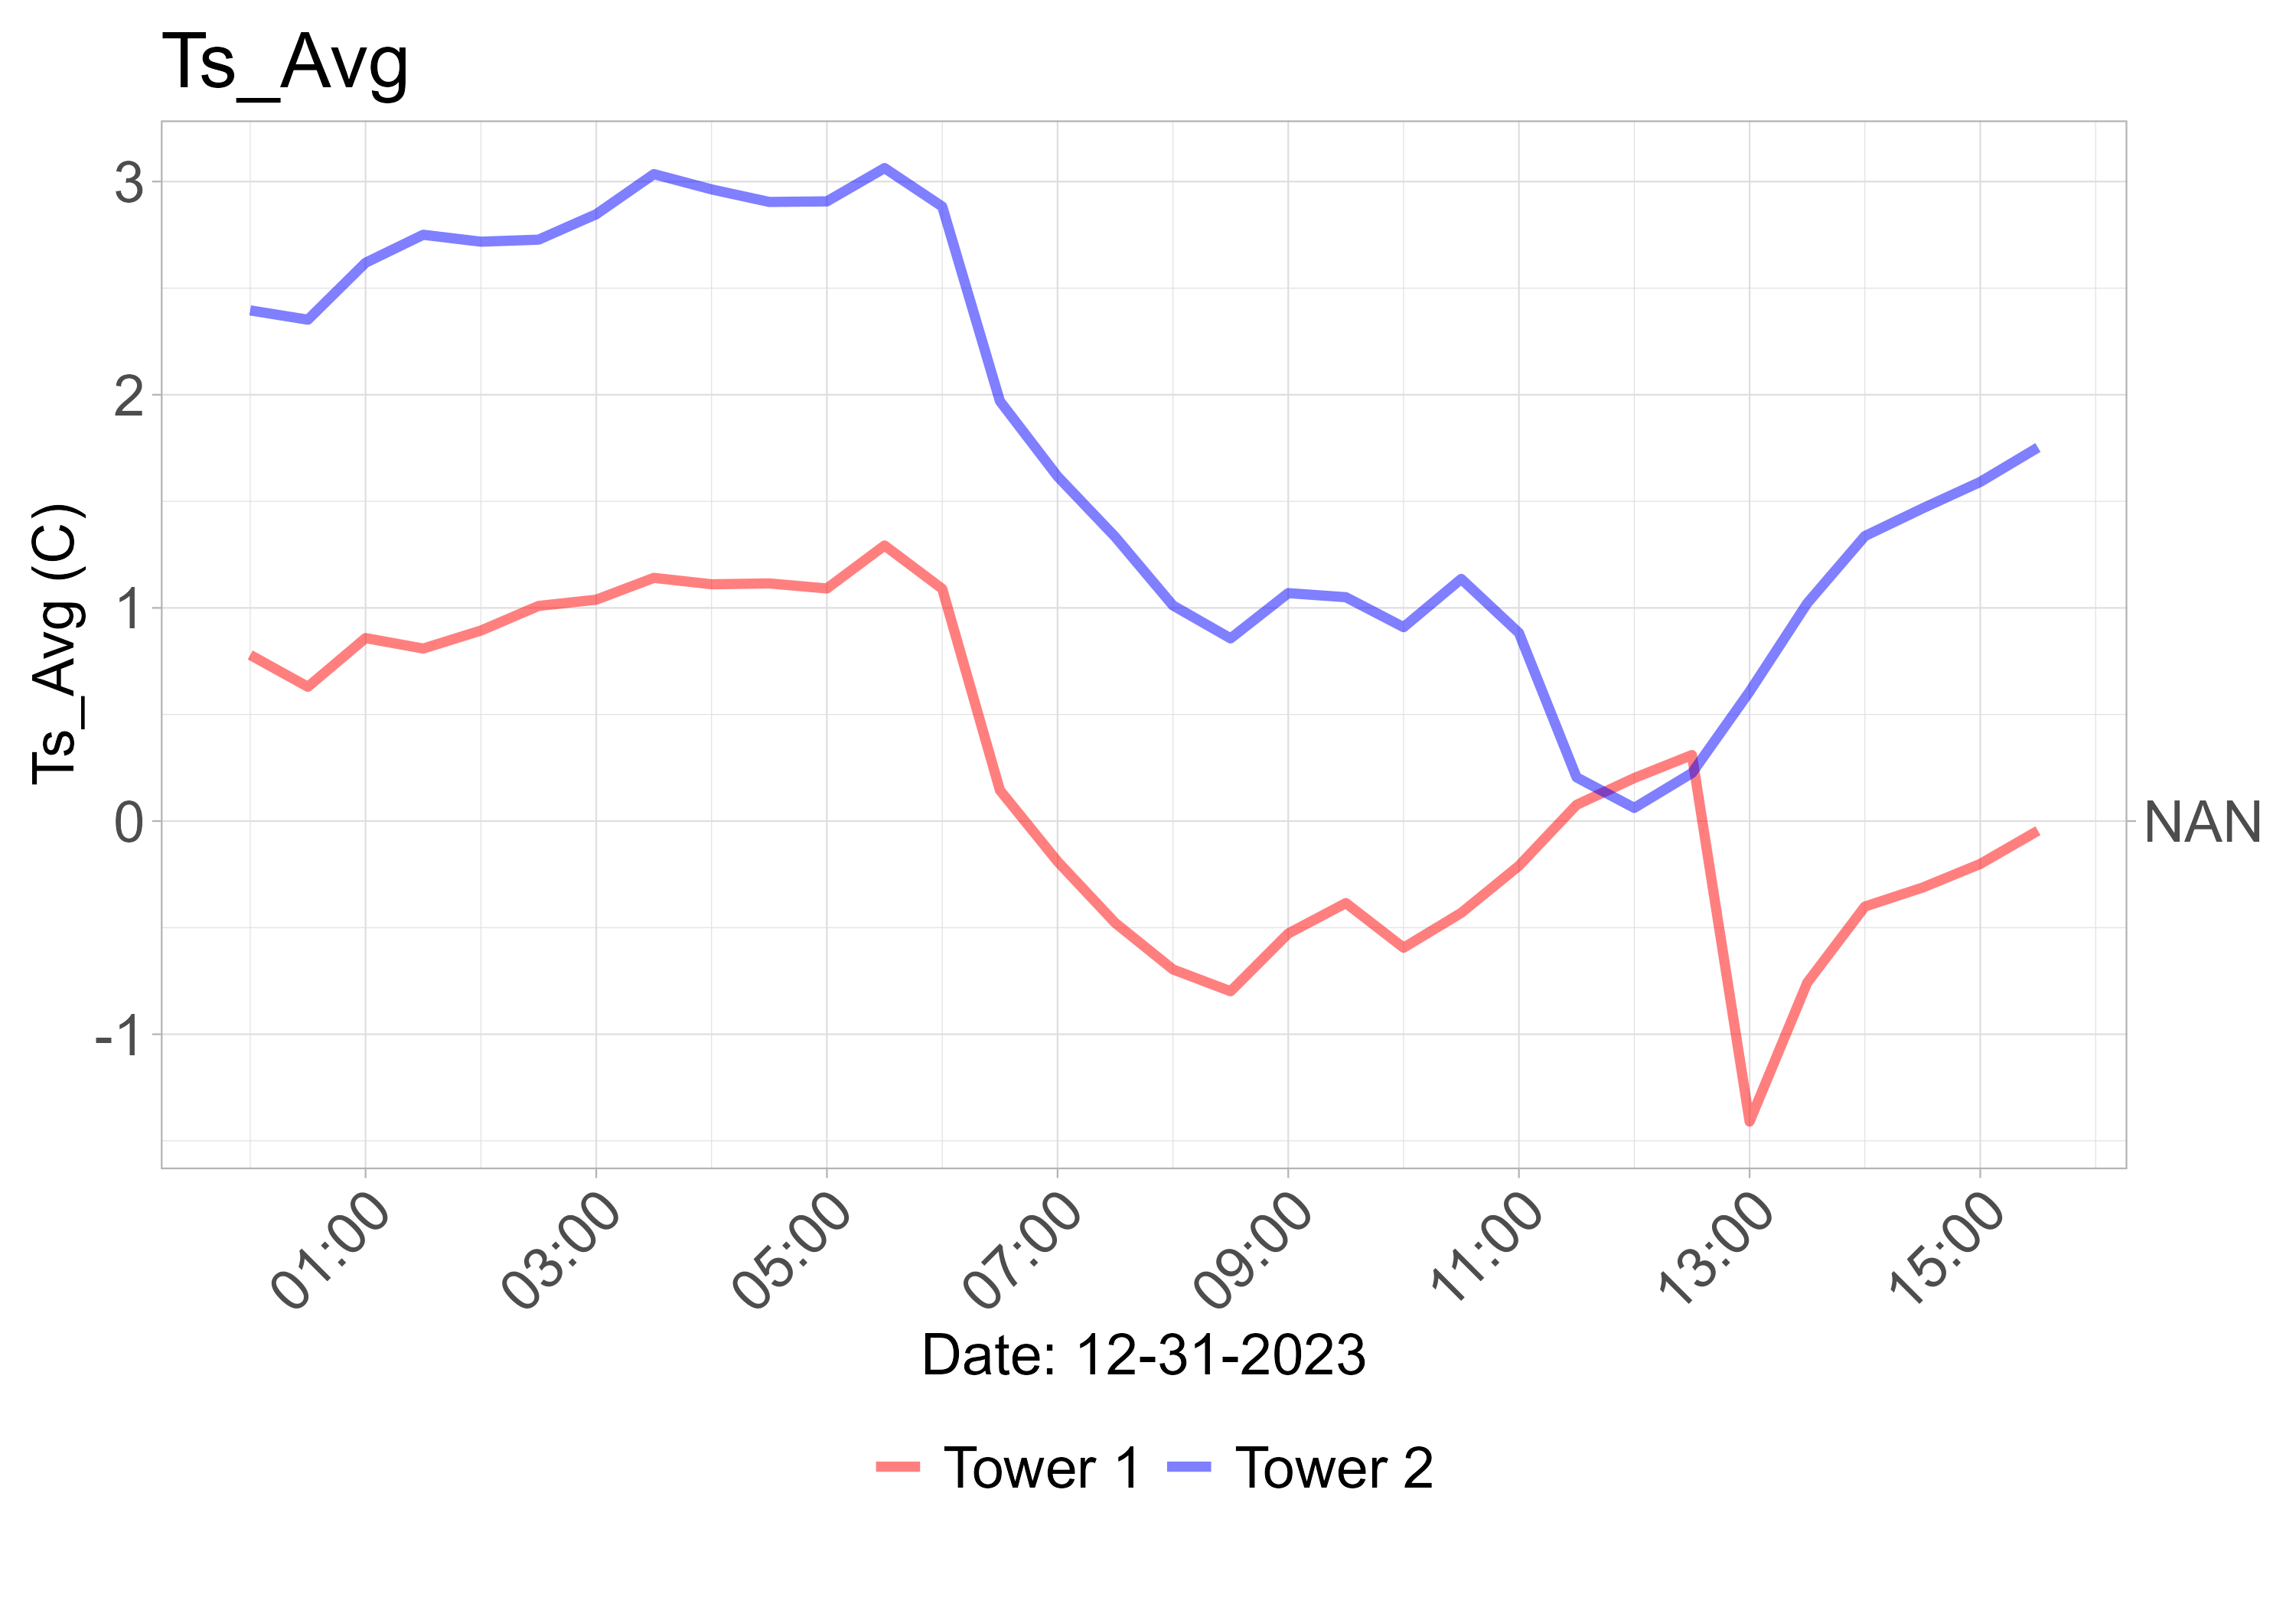 Ts_Avg
Ts_Avg (C)
3
2
1
0
-1
NAN
01:00
03:00
05:00
07:00
09:00
11:00
13:00
15:00
Date: 12-31-2023
Tower 1
Tower 2